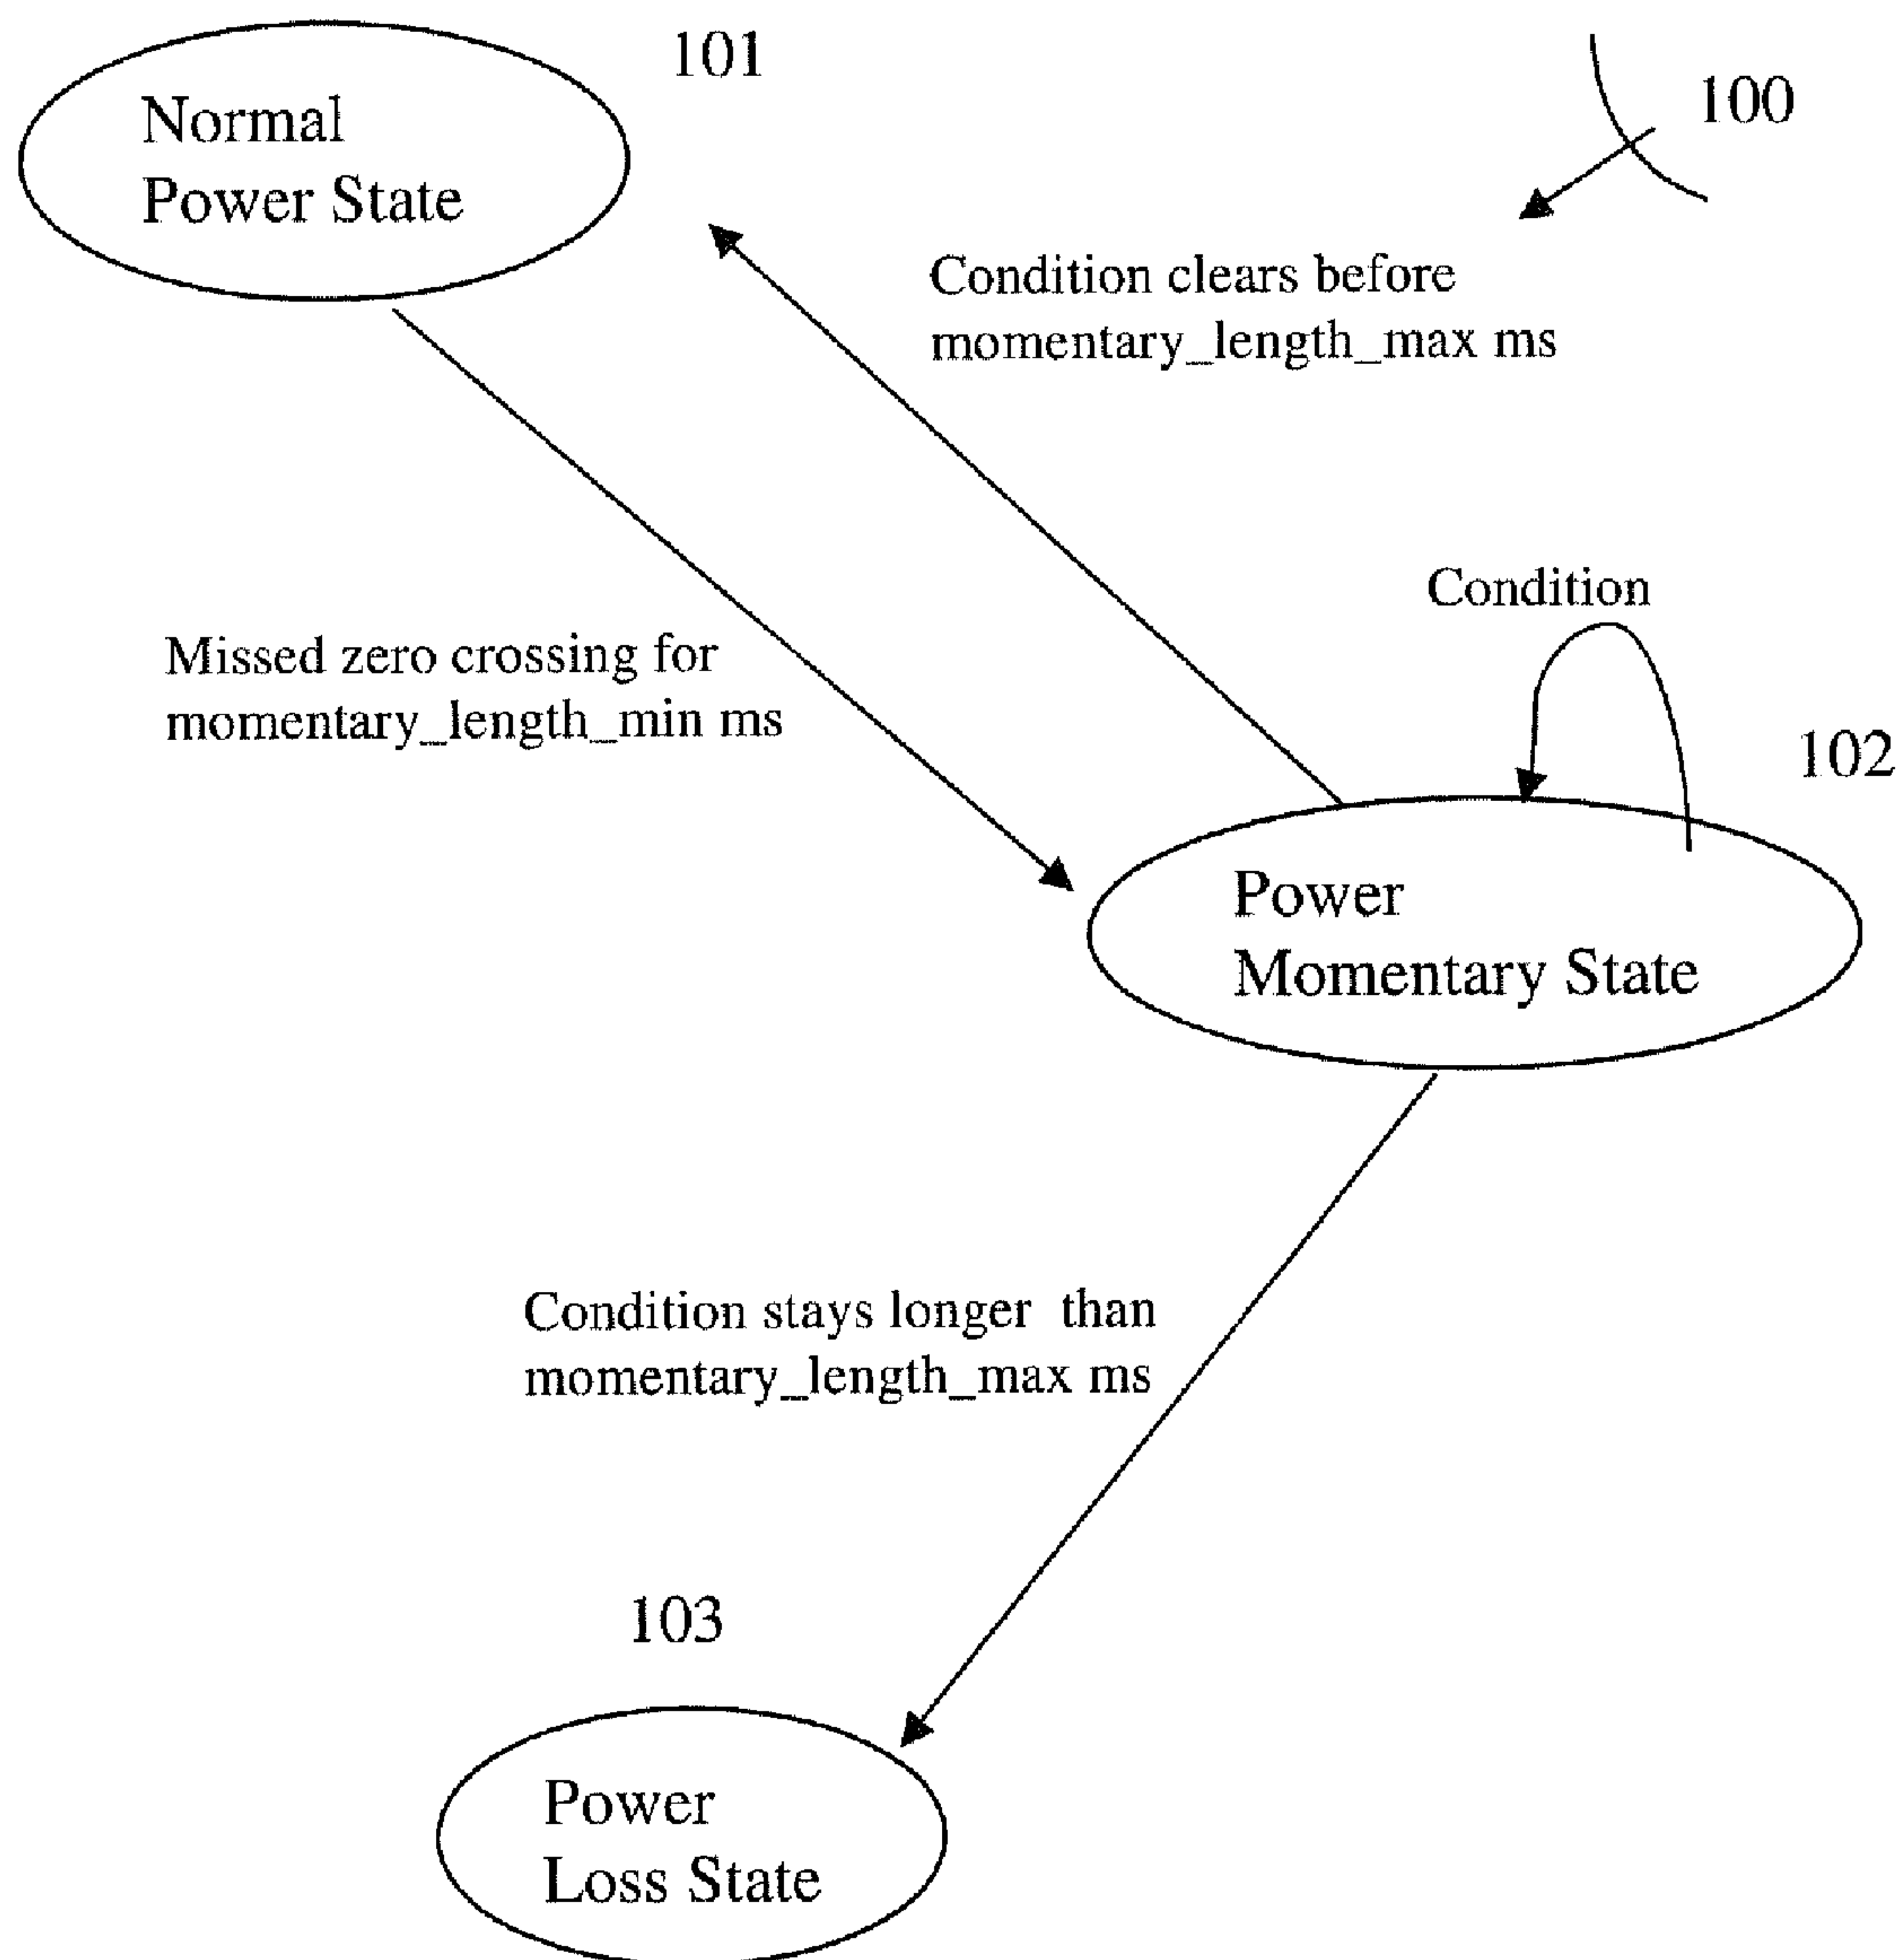 101
100
Normal
Power State
Condition clears before
momentary_length_max ms
Condition
Missed zero crossing for
momentary_length_min ms
102
Power
Momentary State
Condition stays longer than
momentary_length_max ms
103
Power
Loss State